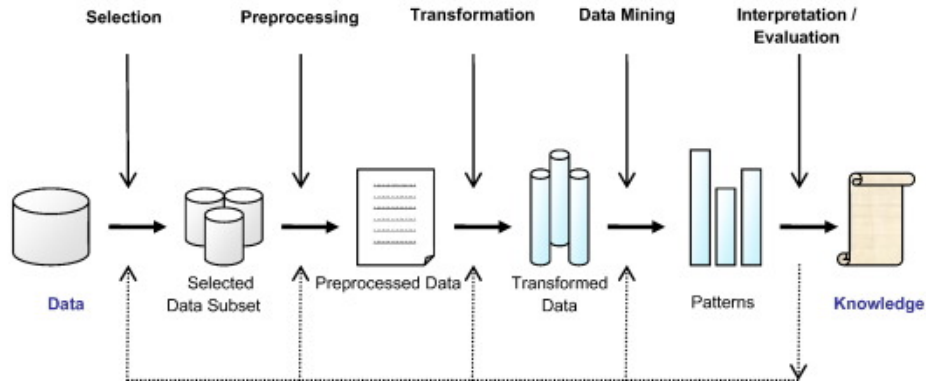 Selection
Preprocessing
Transformation
Data Mining
Interpretation /
Evaluation
Data
Selected
Data Subset
Preprocessed Data
Transformed
Data
Patterns
Knowledge